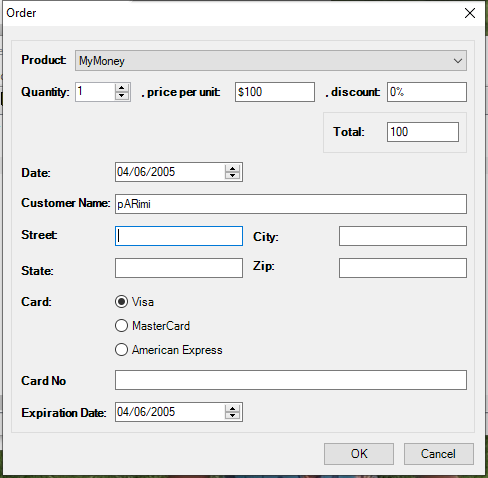 Order
Product: MyMoney
Quantity: 1 , price per unit: $100 , discount: 0%
Total: 100
Date: 04/06/2005
Customer Name: pARimi
Street: City:
State: Zip:
Card: Visa
MasterCard
American Express
Card No
Expiration Date: 04/06/2005
OK Cancel